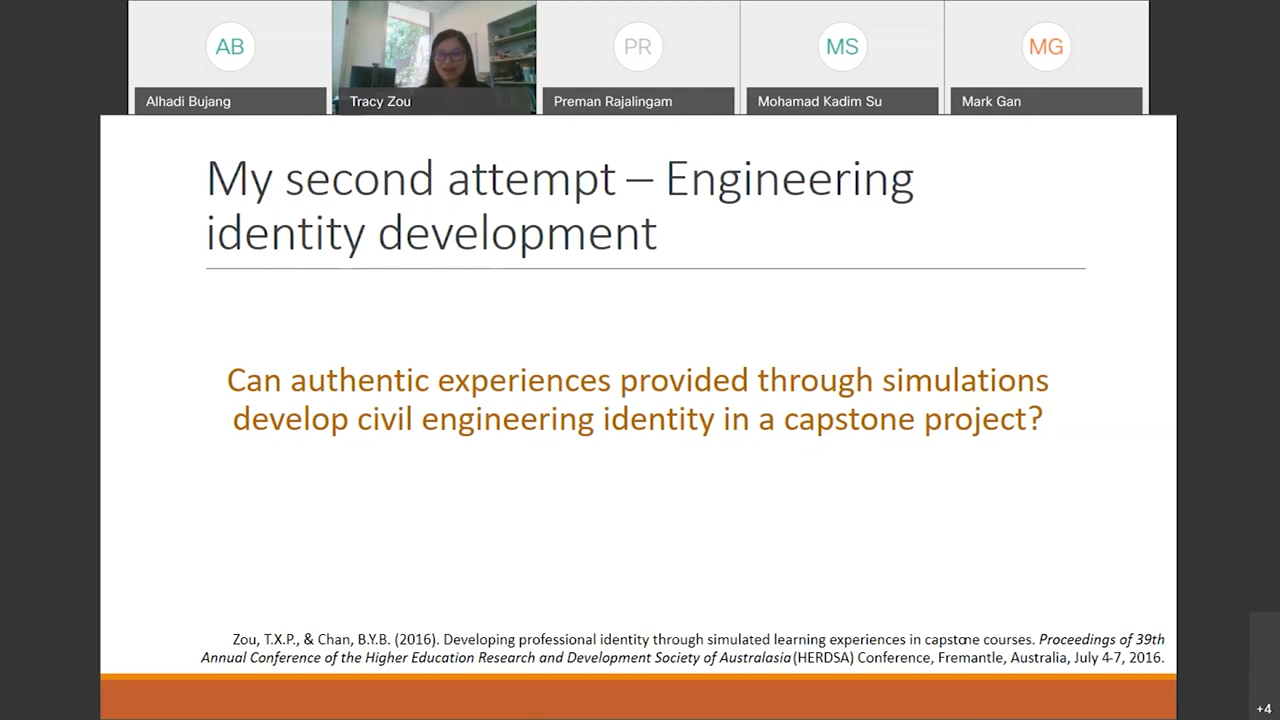 AB
PR
MS
MG
Alhadi Bujang
Tracy Zou
Preman Rajalingam
Mohamad Kadim Su
Mark Gan
My second attempt – Engineering
identity development
Can authentic experiences provided through simulations
develop civil engineering identity in a capstone project?
Zou, T.X.P., & Chan, B.Y.B. (2016). Developing professional identity through simulated learning experiences in capstone courses. Proceedings of 39th
Annual Conference of the Higher Education Research and Development Society of Australasia (HERDSA) Conference, Fremantle, Australia, July 4-7, 2016.
+4